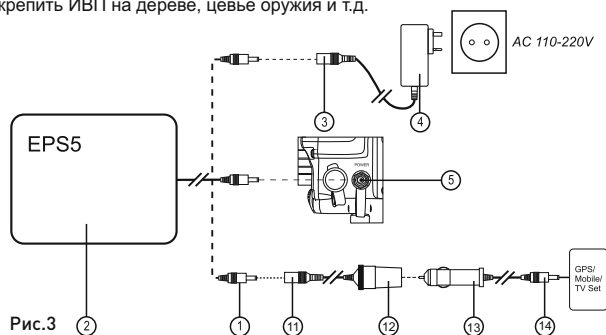 крепить ИВП на дереве, цевье оружия и т.д.
AC 110-220V
3
4
EPS5
POWER
5
GPS/
Mobile/
TV Set
Рис.3
2
1
11
12
13
14